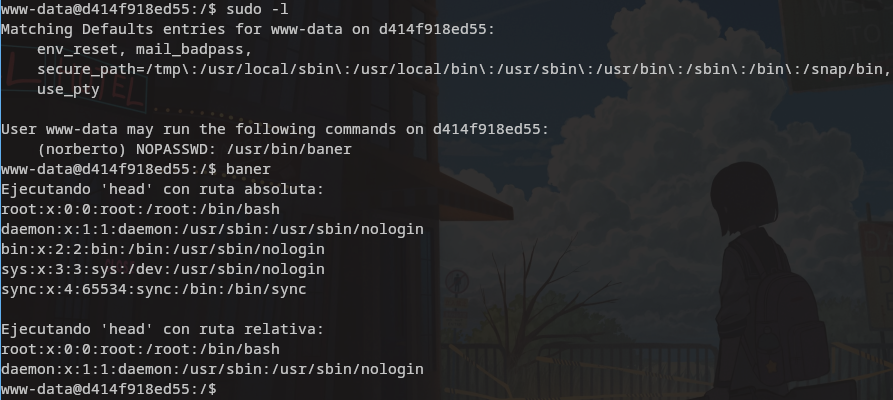 www-data@d414f918ed55:/$ sudo -l
Matching Defaults entries for www-data on d414f918ed55:
    env_reset, mail_badpass,
    secure_path=/tmp\:/usr/local/sbin\:/usr/local/bin\:/usr/sbin\:/usr/bin\:/sbin\:/bin\:/snap/bin,
    use_pty

User www-data may run the following commands on d414f918ed55:
    (norberto) NOPASSWD: /usr/bin/baner
www-data@d414f918ed55:/$ baner
Ejecutando 'head' con ruta absoluta:
root:x:0:0:root:/root:/bin/bash
daemon:x:1:1:daemon:/usr/sbin:/usr/sbin/nologin
bin:x:2:2:bin:/bin:/usr/sbin/nologin
sys:x:3:3:sys:/dev:/usr/sbin/nologin
sync:x:4:65534:sync:/bin:/bin/sync

Ejecutando 'head' con ruta relativa:
root:x:0:0:root:/root:/bin/bash
daemon:x:1:1:daemon:/usr/sbin:/usr/sbin/nologin
www-data@d414f918ed55:/$